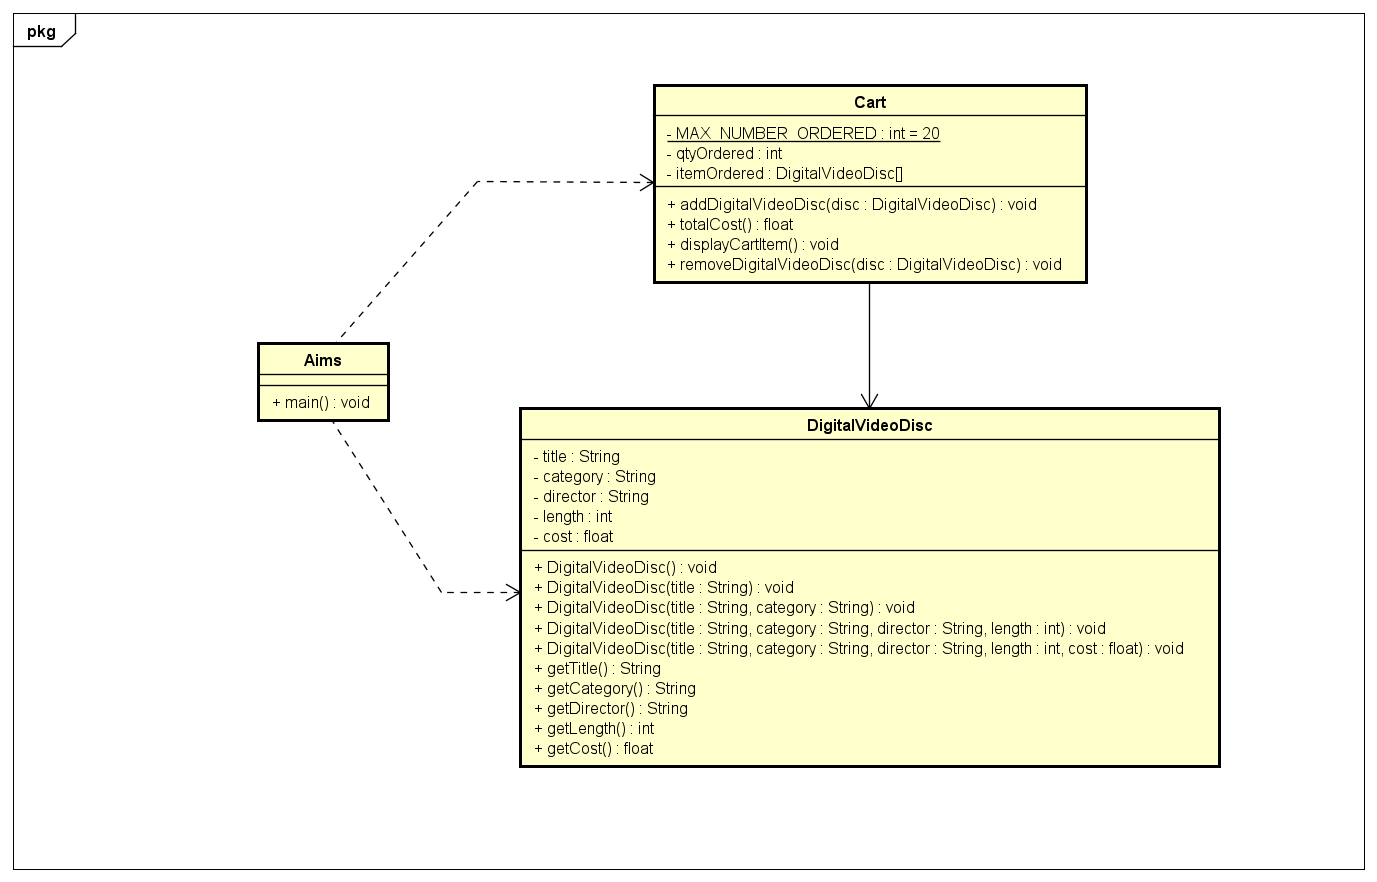 pkg
Cart
- MAX_NUMBER_ORDERED : int = 20
- qtyOrdered : int
- itemOrdered : DigitalVideoDisc[]
+ addDigitalVideoDisc(disc : DigitalVideoDisc) : void
+ totalCost() : float
+ displayCartItem() : void
+ removeDigitalVideoDisc(disc : DigitalVideoDisc) : void
Aims
+ main() : void
DigitalVideoDisc
- title : String
- category : String
- director : String
- length : int
- cost : float
+ DigitalVideoDisc() : void
+ DigitalVideoDisc(title : String) : void
+ DigitalVideoDisc(title : String, category : String) : void
+ DigitalVideoDisc(title : String, category : String, director : String, length : int) : void
+ DigitalVideoDisc(title : String, category : String, director : String, length : int, cost : float) : void
+ getTitle() : String
+ getCategory() : String
+ getDirector() : String
+ getLength() : int
+ getCost() : float